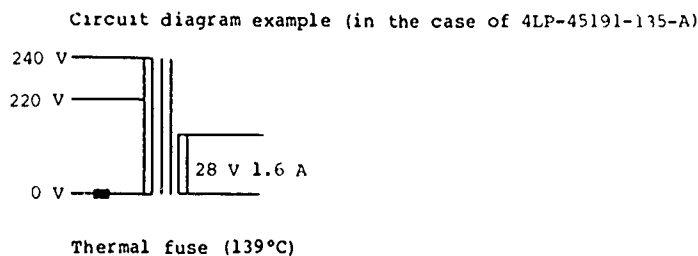 Circuit diagram example (in the case of 4LP-45191-135-A)
240 V
220 V
28 V 1.6 A
0 V
Thermal fuse (139°C)